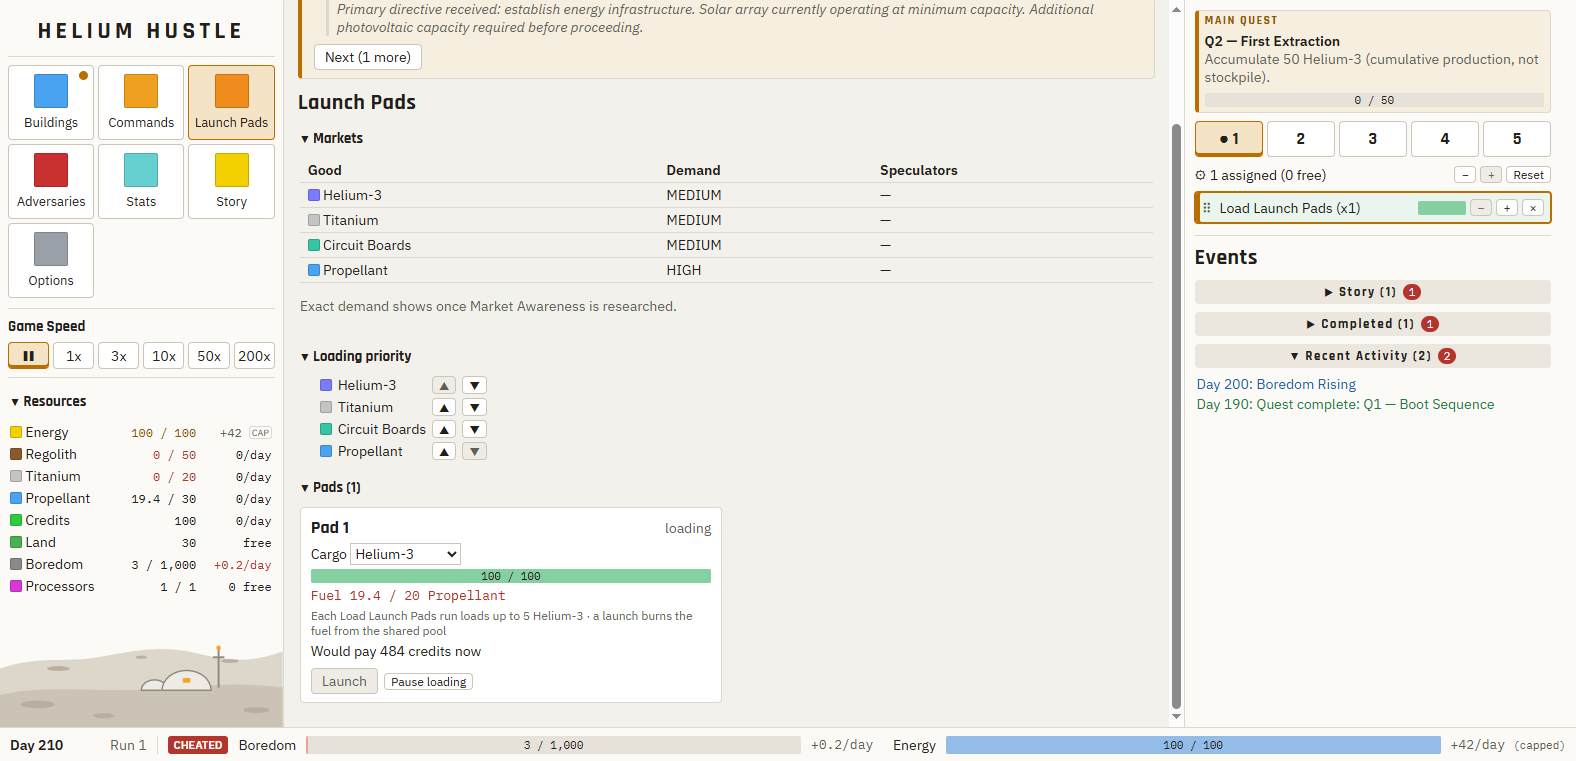 HELIUM HUSTLE
Buildings
Commands
Launch Pads
Adversaries
Stats
Story
Options
Game Speed
1x
3x
10x
50x
200x
▼ Resources
Energy 100 / 100 +42 CAP
Regolith 0 / 50 0/day
Titanium 0 / 20 0/day
Propellant 19.4 / 30 0/day
Credits 100 0/day
Land 30 free
Boredom 3 / 1,000 +0.2/day
Processors 1 / 1 0 free
Primary directive received: establish energy infrastructure. Solar array currently operating at minimum capacity. Additional
photovoltaic capacity required before proceeding.
Next (1 more)
Launch Pads
▼ Markets
Good Demand Speculators
Helium-3 MEDIUM —
Titanium MEDIUM —
Circuit Boards MEDIUM —
Propellant HIGH —
Exact demand shows once Market Awareness is researched.
▼ Loading priority
Helium-3 ▲ ▼
Titanium ▲ ▼
Circuit Boards ▲ ▼
Propellant ▲ ▼
▼ Pads (1)
Pad 1 loading
Cargo Helium-3
100 / 100
Fuel 19.4 / 20 Propellant
Each Load Launch Pads run loads up to 5 Helium-3 · a launch burns the
fuel from the shared pool
Would pay 484 credits now
Launch
Pause loading
MAIN QUEST
Q2 — First Extraction
Accumulate 50 Helium-3 (cumulative production, not
stockpile).
0 / 50
● 1
2
3
4
5
⚙ 1 assigned (0 free) − + Reset
Load Launch Pads (x1) − + ×
Events
▶ Story (1) 1
▶ Completed (1) 1
▼ Recent Activity (2) 2
Day 200: Boredom Rising
Day 190: Quest complete: Q1 — Boot Sequence
Day 210 Run 1 CHEATED Boredom 3 / 1,000 +0.2/day Energy 100 / 100 +42/day (capped)